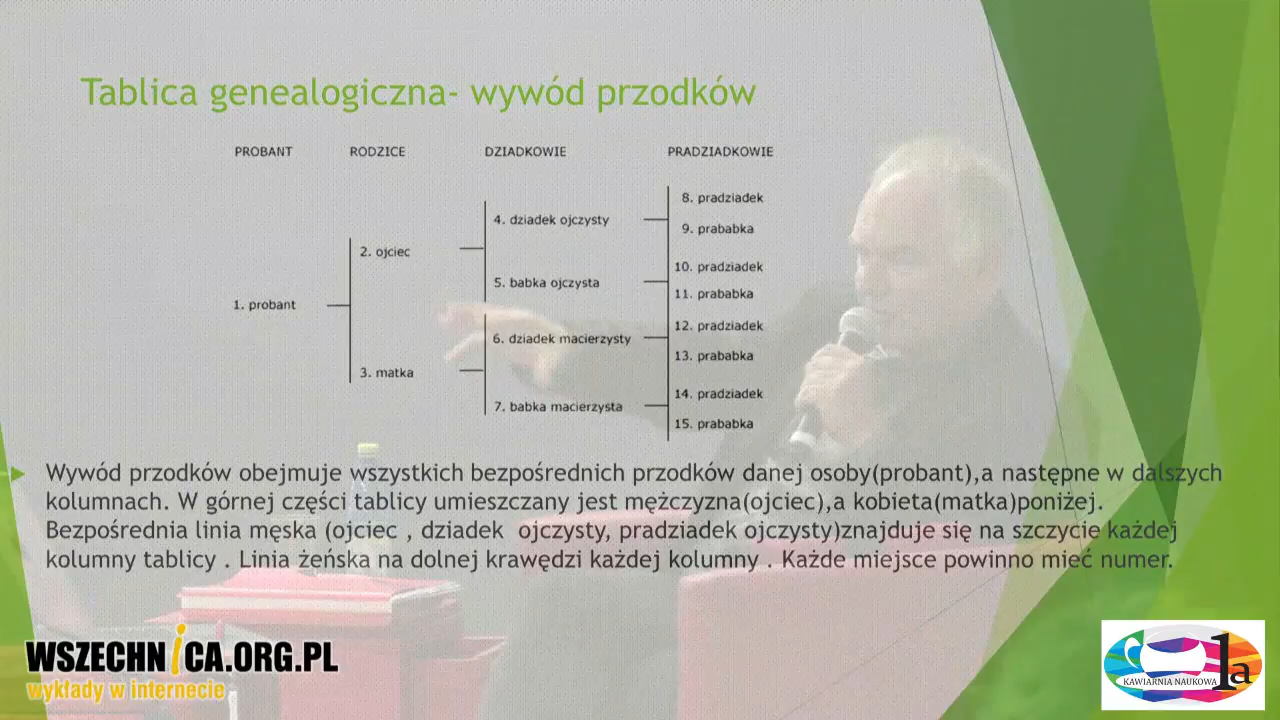 Tablica genealogiczna- wywód przodków
PROBANT RODZICE DZIADKOWIE PRADZIADKOWIE
8. pradziadek
4. dziadek ojczysty
9. prababka
2. ojciec
10. pradziadek
5. babka ojczysta
11. prababka
1. probant
12. pradziadek
6. dziadek macierzysty
13. prababka
3. matka
14. pradziadek
7. babka macierzysta
15. prababka
Wywód przodków obejmuje wszystkich bezpośrednich przodków danej osoby(probant),a następne w dalszych
kolumnach. W górnej części tablicy umieszczany jest mężczyzna(ojciec),a kobieta(matka)poniżej.
Bezpośrednia linia męska (ojciec , dziadek ojczysty, pradziadek ojczysty)znajduje się na szczycie każdej
kolumny tablicy . Linia żeńska na dolnej krawędzi każdej kolumny . Każde miejsce powinno mieć numer.
WSZECHNiCA.ORG.PL
wykłady w internecie
KAWIARNIA NAUKOWA 1a